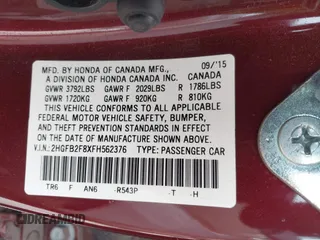 MFD. BY HONDA OF CANADA MFG., 09/'15
A DIVISION OF HONDA CANADA INC. CANADA
GVWR 3792LBS GAWR F 2029LBS R 1786LBS
GVWR 1720KG GAWR F 920KG R 810KG
THIS VEHICLE CONFORMS TO ALL APPLICABLE
FEDERAL MOTOR VEHICLE SAFETY, BUMPER,
AND THEFT PREVENTION STANDARDS IN
EFFECT ON THE DATE OF MANUFACTURE SHOWN ABOVE.
V.I.N.: 2HGFB2F8XFH562376 TYPE: PASSENGER CAR
TR6 F AN6 -R543P -T -H
DREAMBID